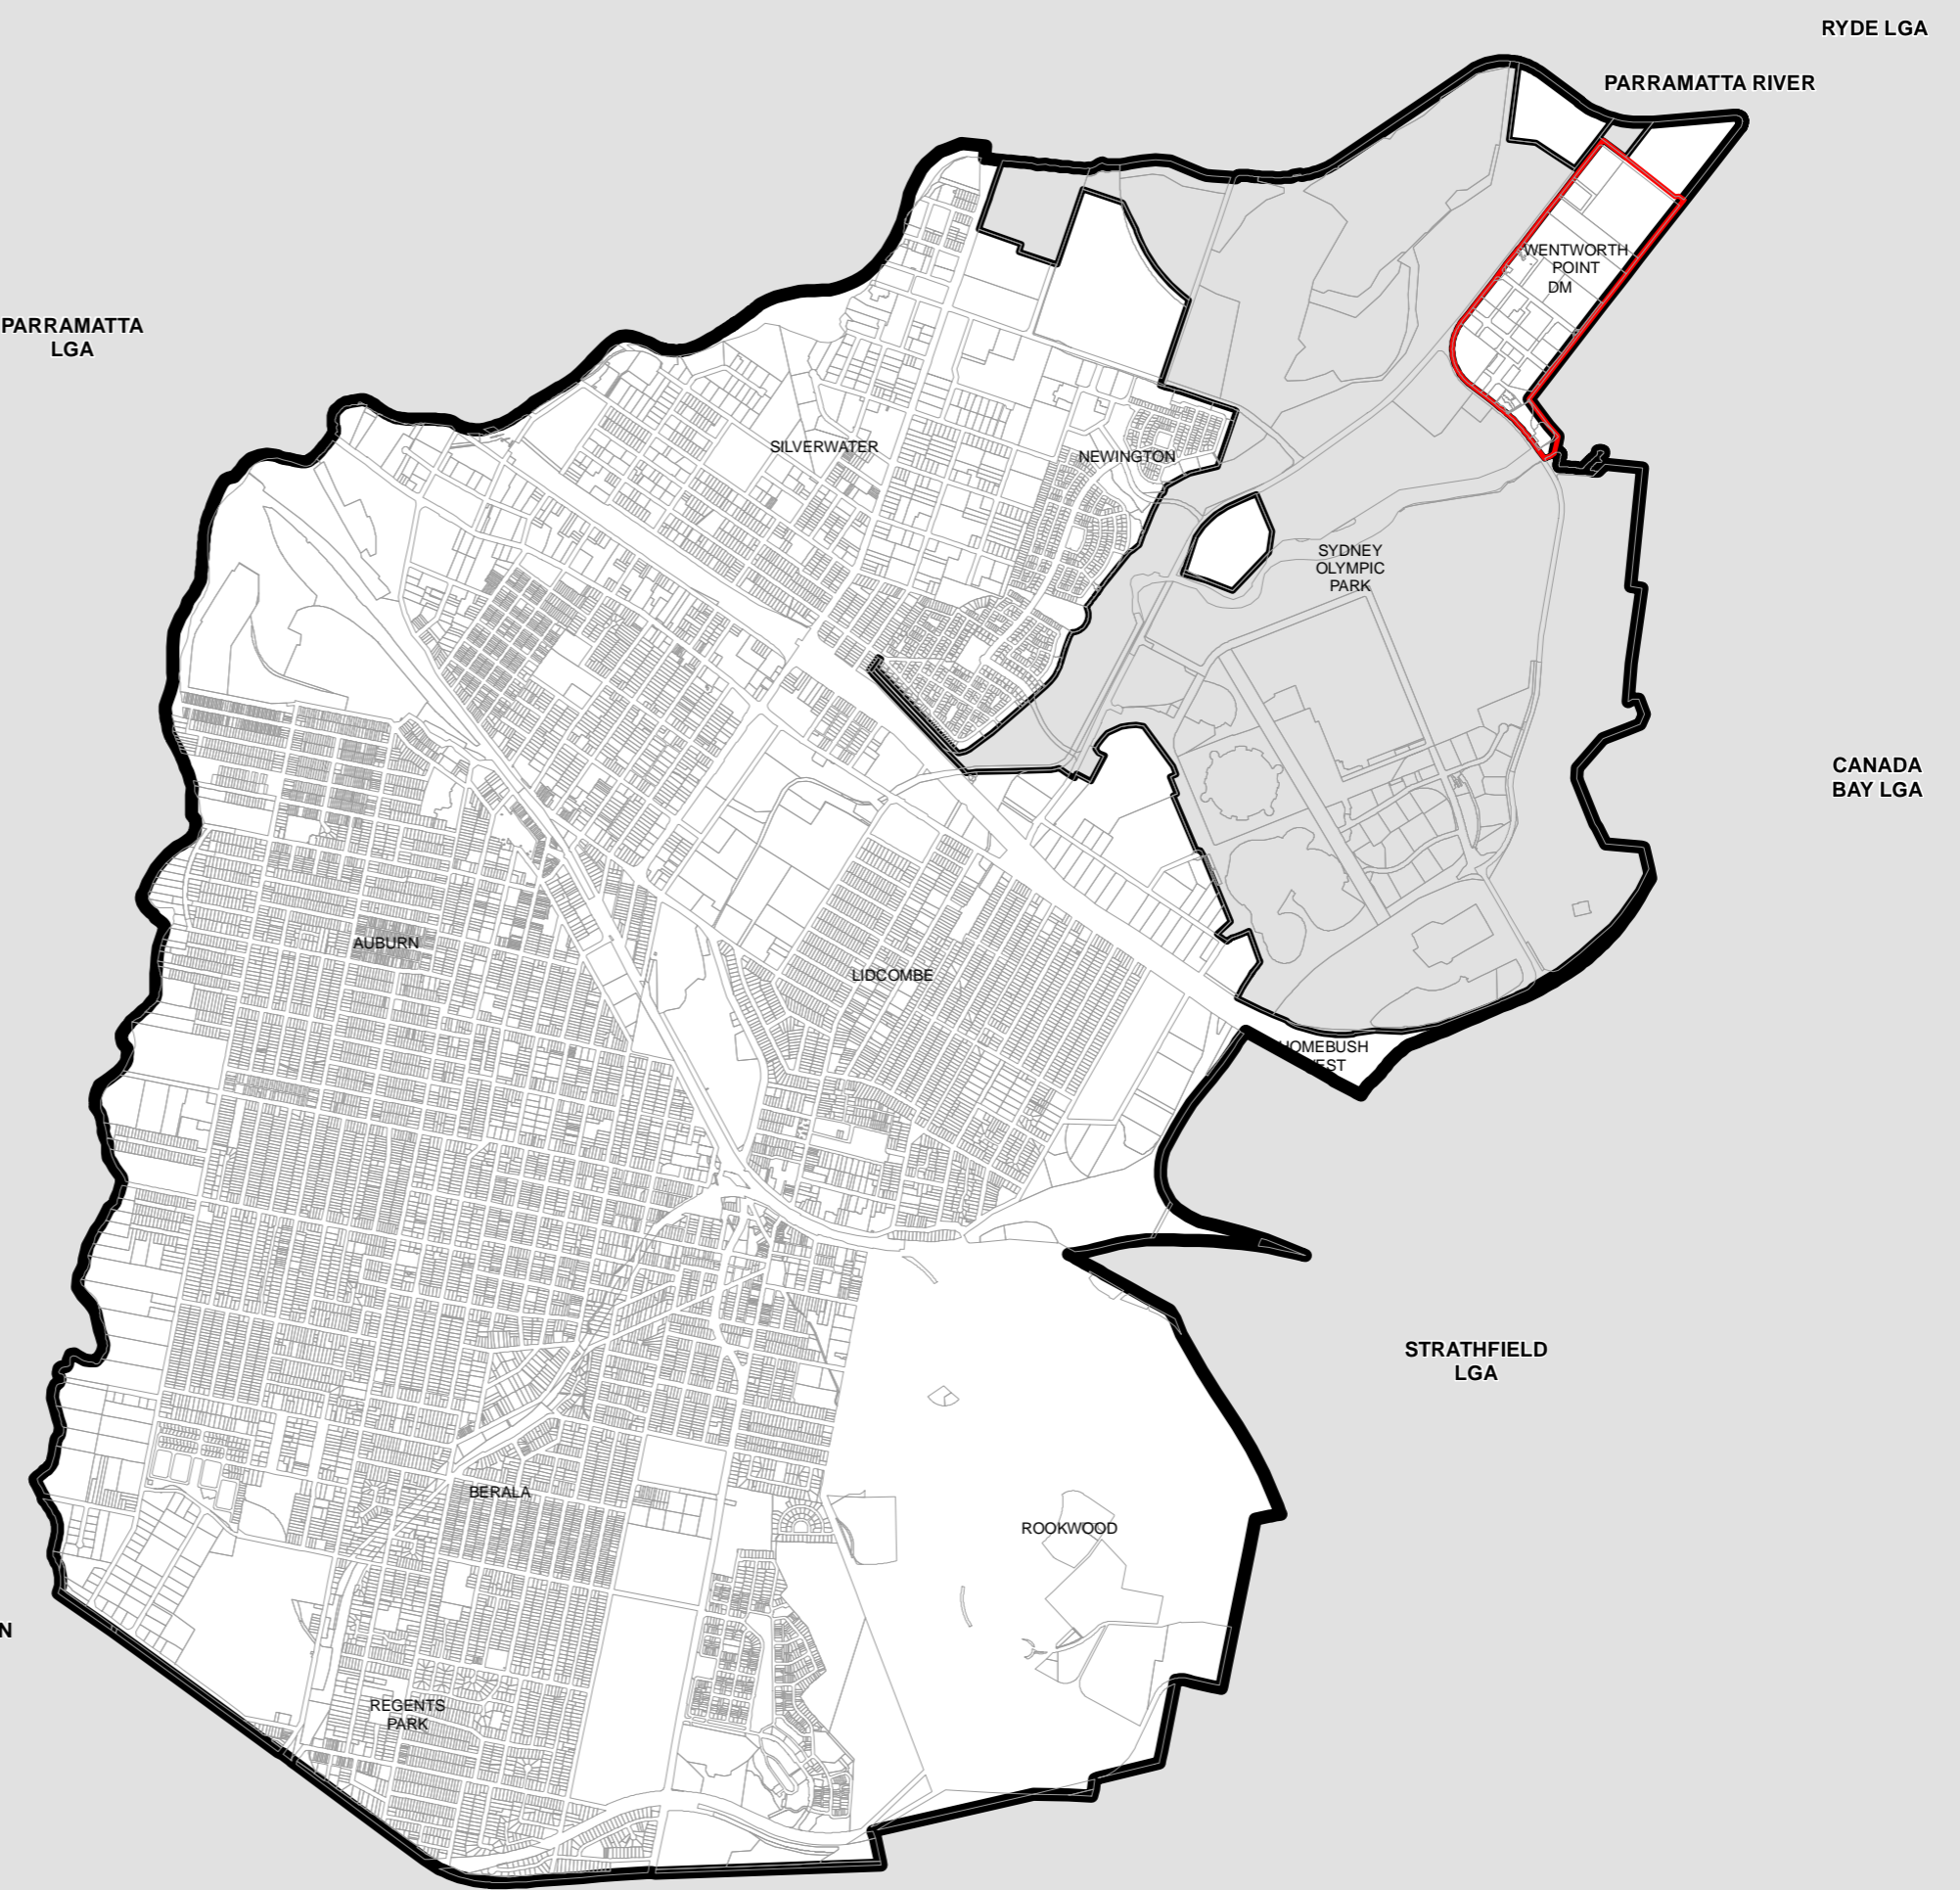 RYDE LGA
PARRAMATTA RIVER
WENTWORTH
POINT
DM
PARRAMATTA
LGA
SILVERWATER
NEWINGTON
SYDNEY
OLYMPIC
PARK
CANADA
BAY LGA
AUBURN
LIDCOMBE
HOMEBUSH
EST
STRATHFIELD
LGA
BERALA
ROOKWOOD
N
REGENTS
PARK